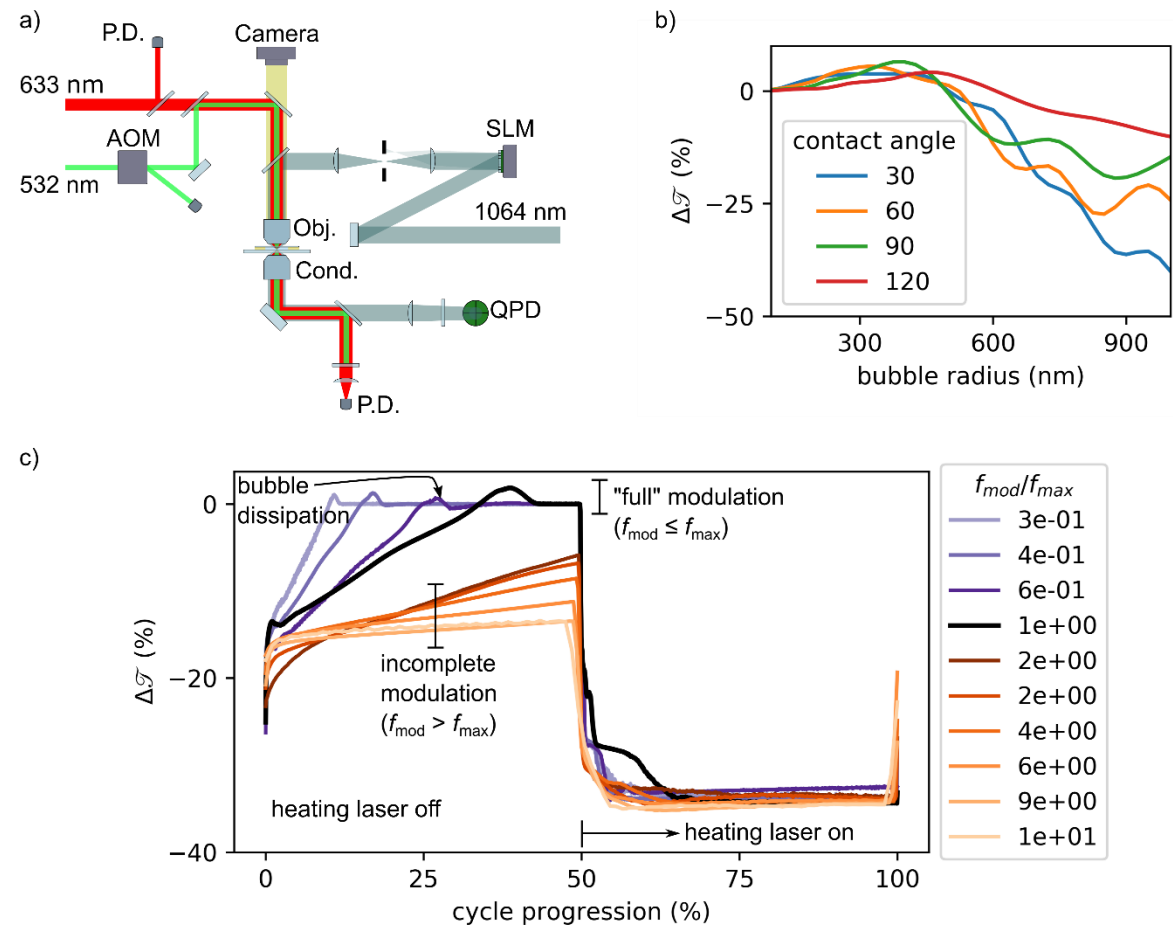 a)
P.D.
Camera
633 nm
AOM
SLM
532 nm
1064 nm
Obj.
Cond.
QPD
P.D.
b)
Δ𝒯 (%)
0
−25
−50
contact angle
30
60
90
120
300
600
900
bubble radius (nm)
c)
Δ𝒯 (%)
0
−20
−40
bubble
dissipation
"full" modulation
(fmod ≤ fmax)
incomplete
modulation
(fmod > fmax)
heating laser off
heating laser on
0
25
50
75
100
cycle progression (%)
fmod/fmax
3e-01
4e-01
6e-01
1e+00
2e+00
2e+00
4e+00
6e+00
9e+00
1e+01